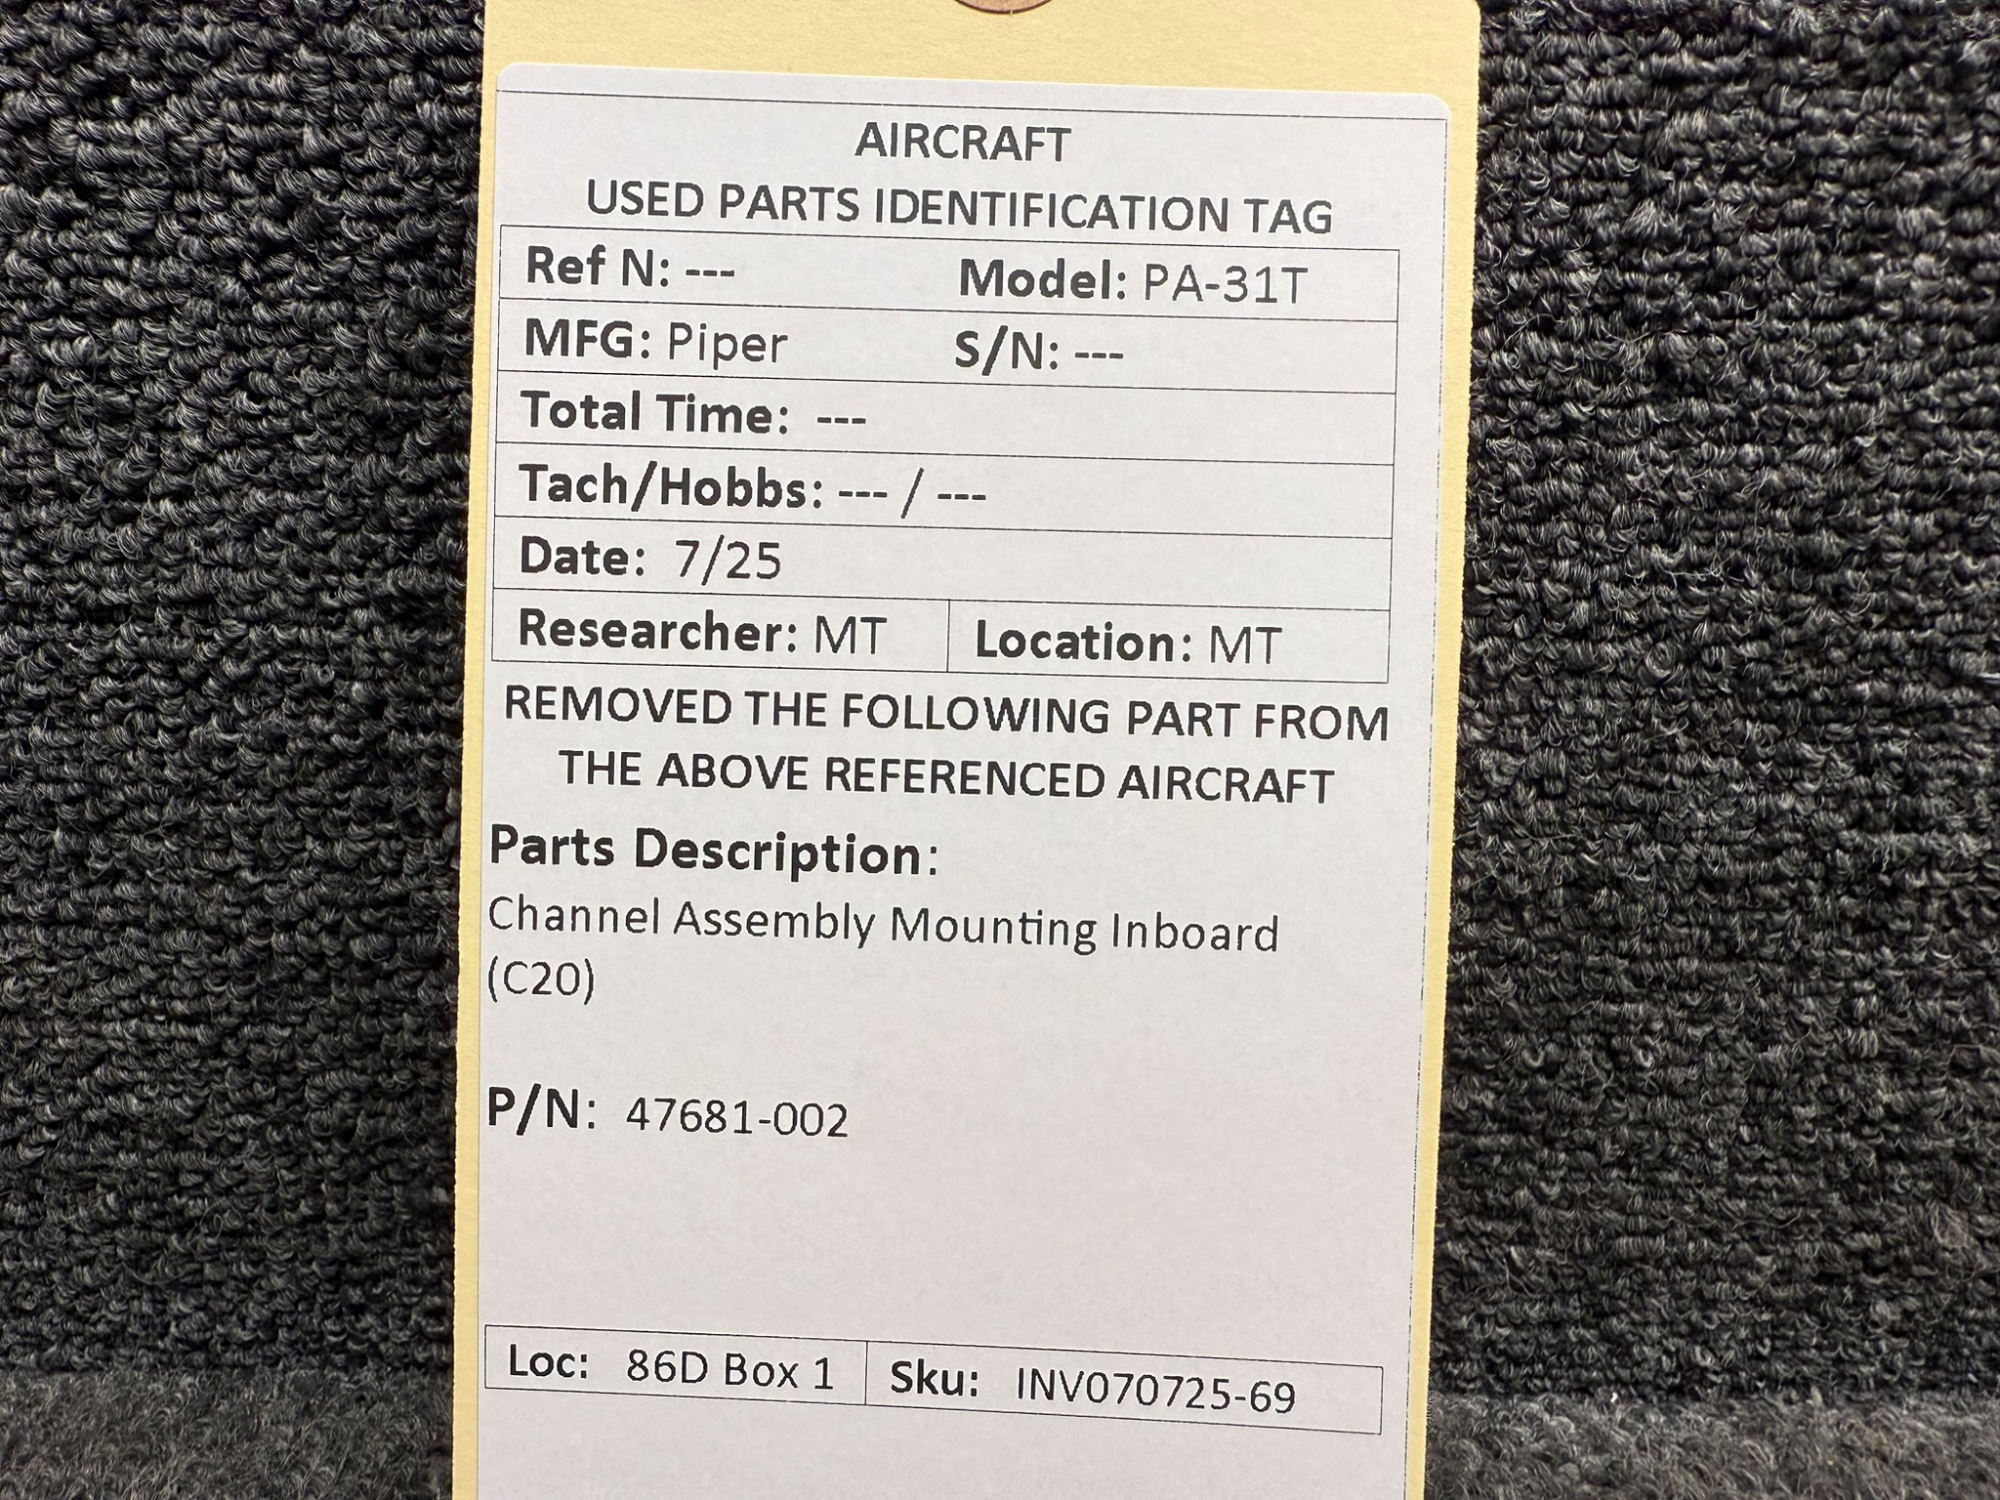 AIRCRAFT
USED PARTS IDENTIFICATION TAG
Ref N: --- Model: PA-31T
MFG: Piper S/N: ---
Total Time: ---
Tach/Hobbs: --- / ---
Date: 7/25
Researcher: MT Location: MT
REMOVED THE FOLLOWING PART FROM
THE ABOVE REFERENCED AIRCRAFT
Parts Description:
Channel Assembly Mounting Inboard
(C20)
P/N: 47681-002
Loc: 86D Box 1 Sku: INV070725-69